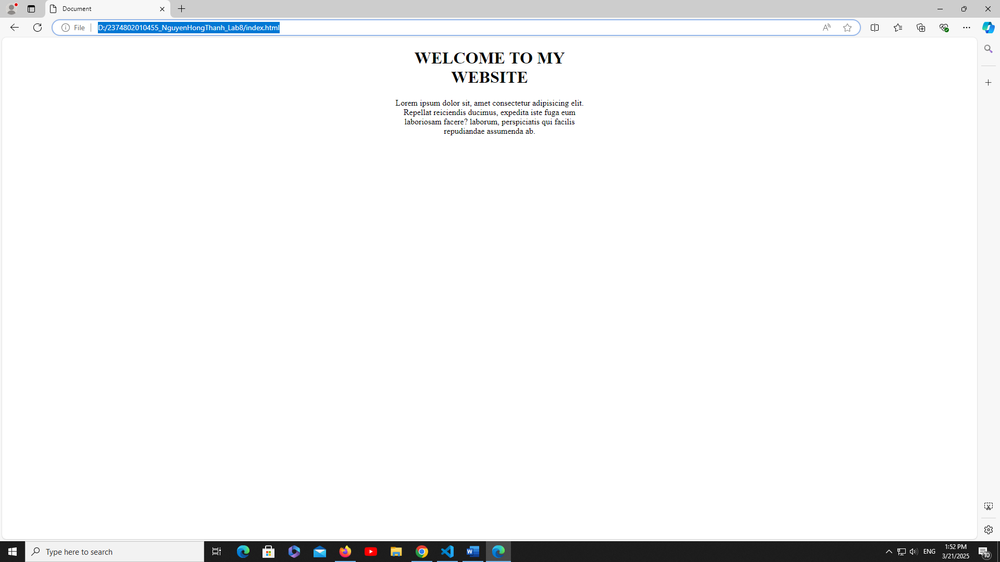 Document
File
D:/2374802010455_NguyenHongThanh_Lab8/index.html
WELCOME TO MY
WEBSITE
Lorem ipsum dolor sit, amet consectetur adipisicing elit.
Repellat reiciendis ducimus, expedita iste fuga eum
laboriosam facere? laborum, perspiciatis qui facilis
repudiandae assumenda ab.
Type here to search
ENG
1:52 PM
3/21/2025
10